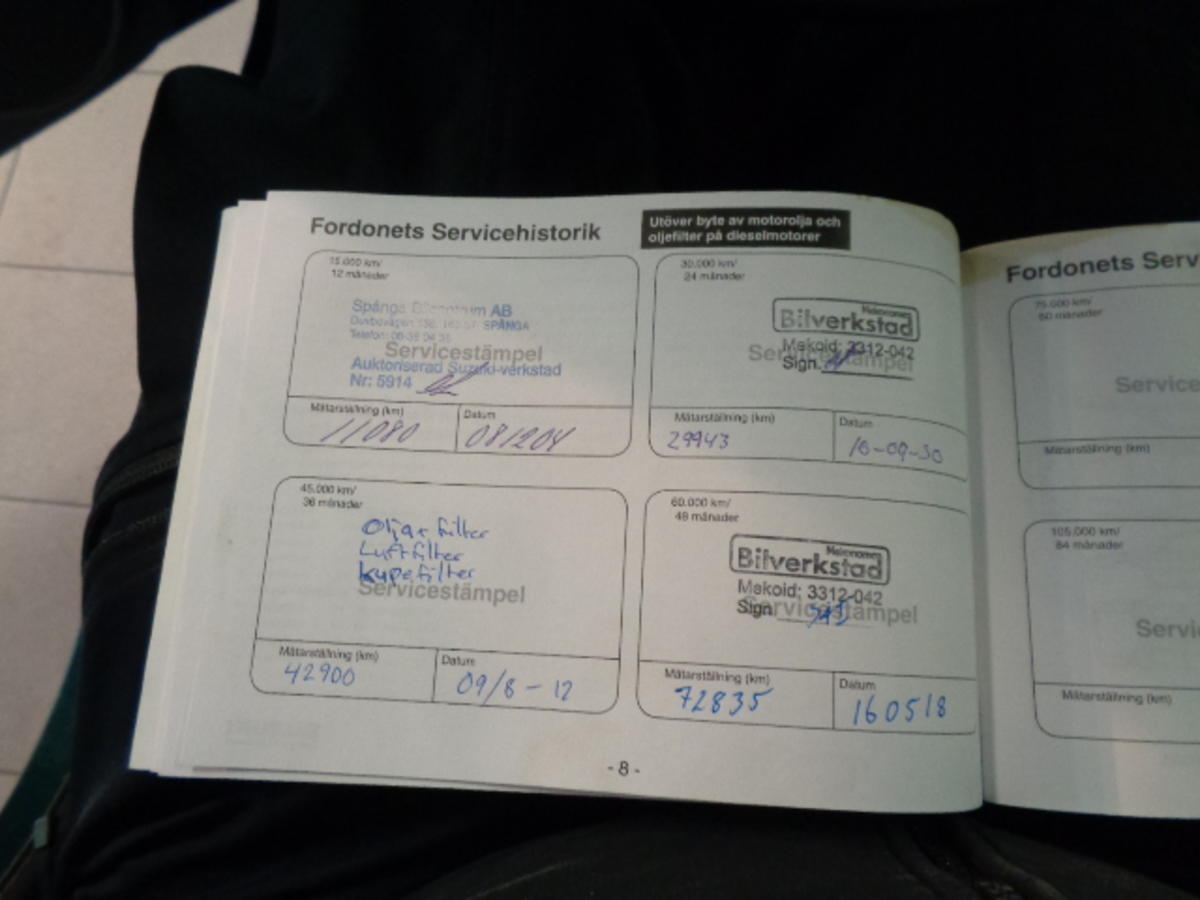 Fordonets Servicehistorik
Utöver byte av motorolja och
oljefilter på dieselmotorer
15.000 km/
12 månader
Spånga Bilcentrum AB
SPÅNGA
Servicestämpel
Auktoriserad Suzuki-verkstad
Nr: 5914
Mätarställning (km)
11080
Datum
081204
30.000 km/
24 månader
Mekonomen
Bilverkstad
Mekoid: 3312-042
Servicestämpel
Sign.
Mätarställning (km)
29943
Datum
10-09-30
45.000 km/
36 månader
Olja+filter
Luftfilter
kupefilter
Servicestämpel
Mätarställning (km)
42900
Datum
09/8-12
60.000 km/
48 månader
Mekonomen
Bilverkstad
Mekoid: 3312-042
Servicestämpel
Sign
Mätarställning (km)
72835
Datum
160518
- 8 -
Fordonets Serv
75.000 km/
60 månader
Service
Mätarställning (km)
105.000 km/
84 månader
Servi
Mätarställning (km)